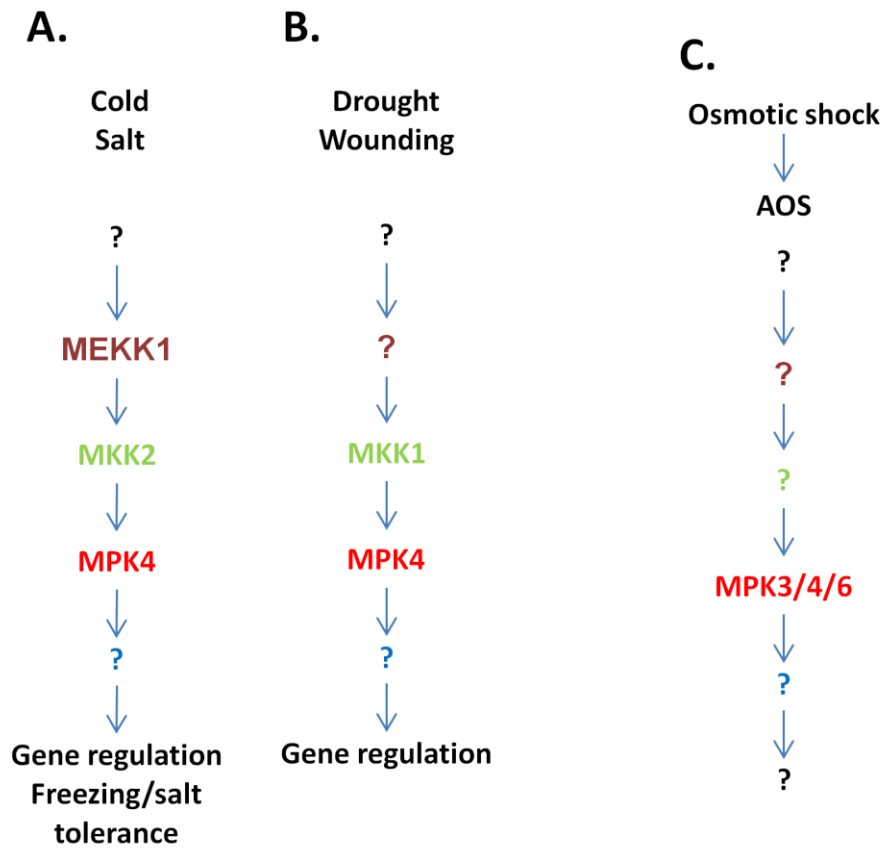 A.
Cold
Salt
?
MEKK1
MKK2
MPK4
?
Gene regulation
Freezing/salt
tolerance
B.
Drought
Wounding
?
?
MKK1
MPK4
?
Gene regulation
C.
Osmotic shock
AOS
?
?
?
MPK3/4/6
?
?